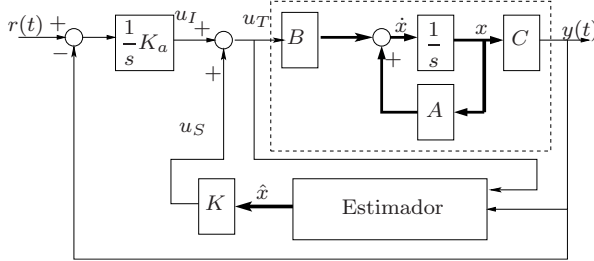 r(t) + − 1/s K_a u_I + + u_T B + ẋ 1/s x C y(t)
A
u_S
K x̂ Estimador